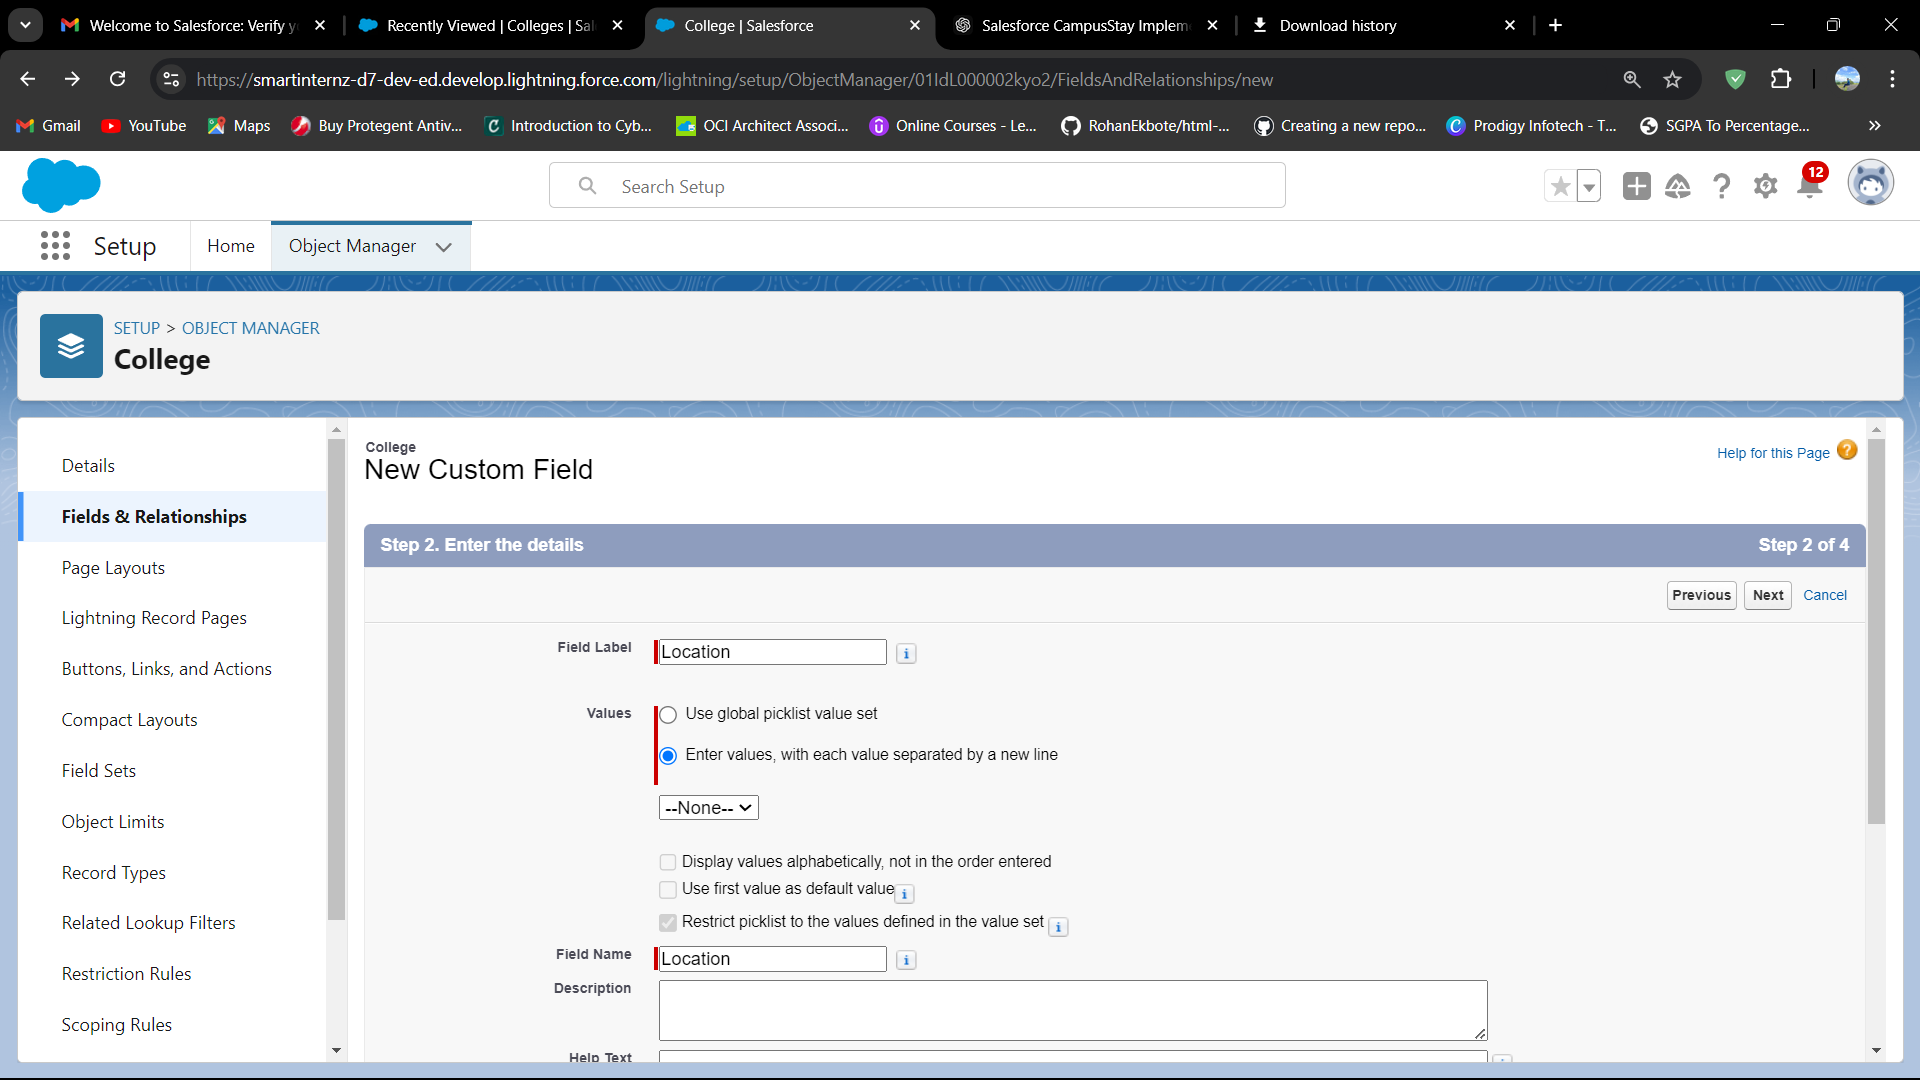 Welcome to Salesforce: Verify y
Recently Viewed | Colleges | Sal
College | Salesforce
Salesforce CampusStay Implem
Download history
https://smartinternz-d7-dev-ed.develop.lightning.force.com/lightning/setup/ObjectManager/01IdL000002kyo2/FieldsAndRelationships/new
Gmail
YouTube
Maps
Buy Protegent Antiv...
Introduction to Cyb...
OCI Architect Associ...
Online Courses - Le...
RohanEkbote/html-...
Creating a new repo...
Prodigy Infotech - T...
SGPA To Percentage...
Search Setup
12
Setup
Home
Object Manager
SETUP > OBJECT MANAGER
College
Details
Fields & Relationships
Page Layouts
Lightning Record Pages
Buttons, Links, and Actions
Compact Layouts
Field Sets
Object Limits
Record Types
Related Lookup Filters
Restriction Rules
Scoping Rules
College
New Custom Field
Help for this Page
Step 2. Enter the details
Step 2 of 4
Previous
Next
Cancel
Field Label
Location
Values
Use global picklist value set
Enter values, with each value separated by a new line
--None--
Display values alphabetically, not in the order entered
Use first value as default value
Restrict picklist to the values defined in the value set
Field Name
Location
Description
Help Text